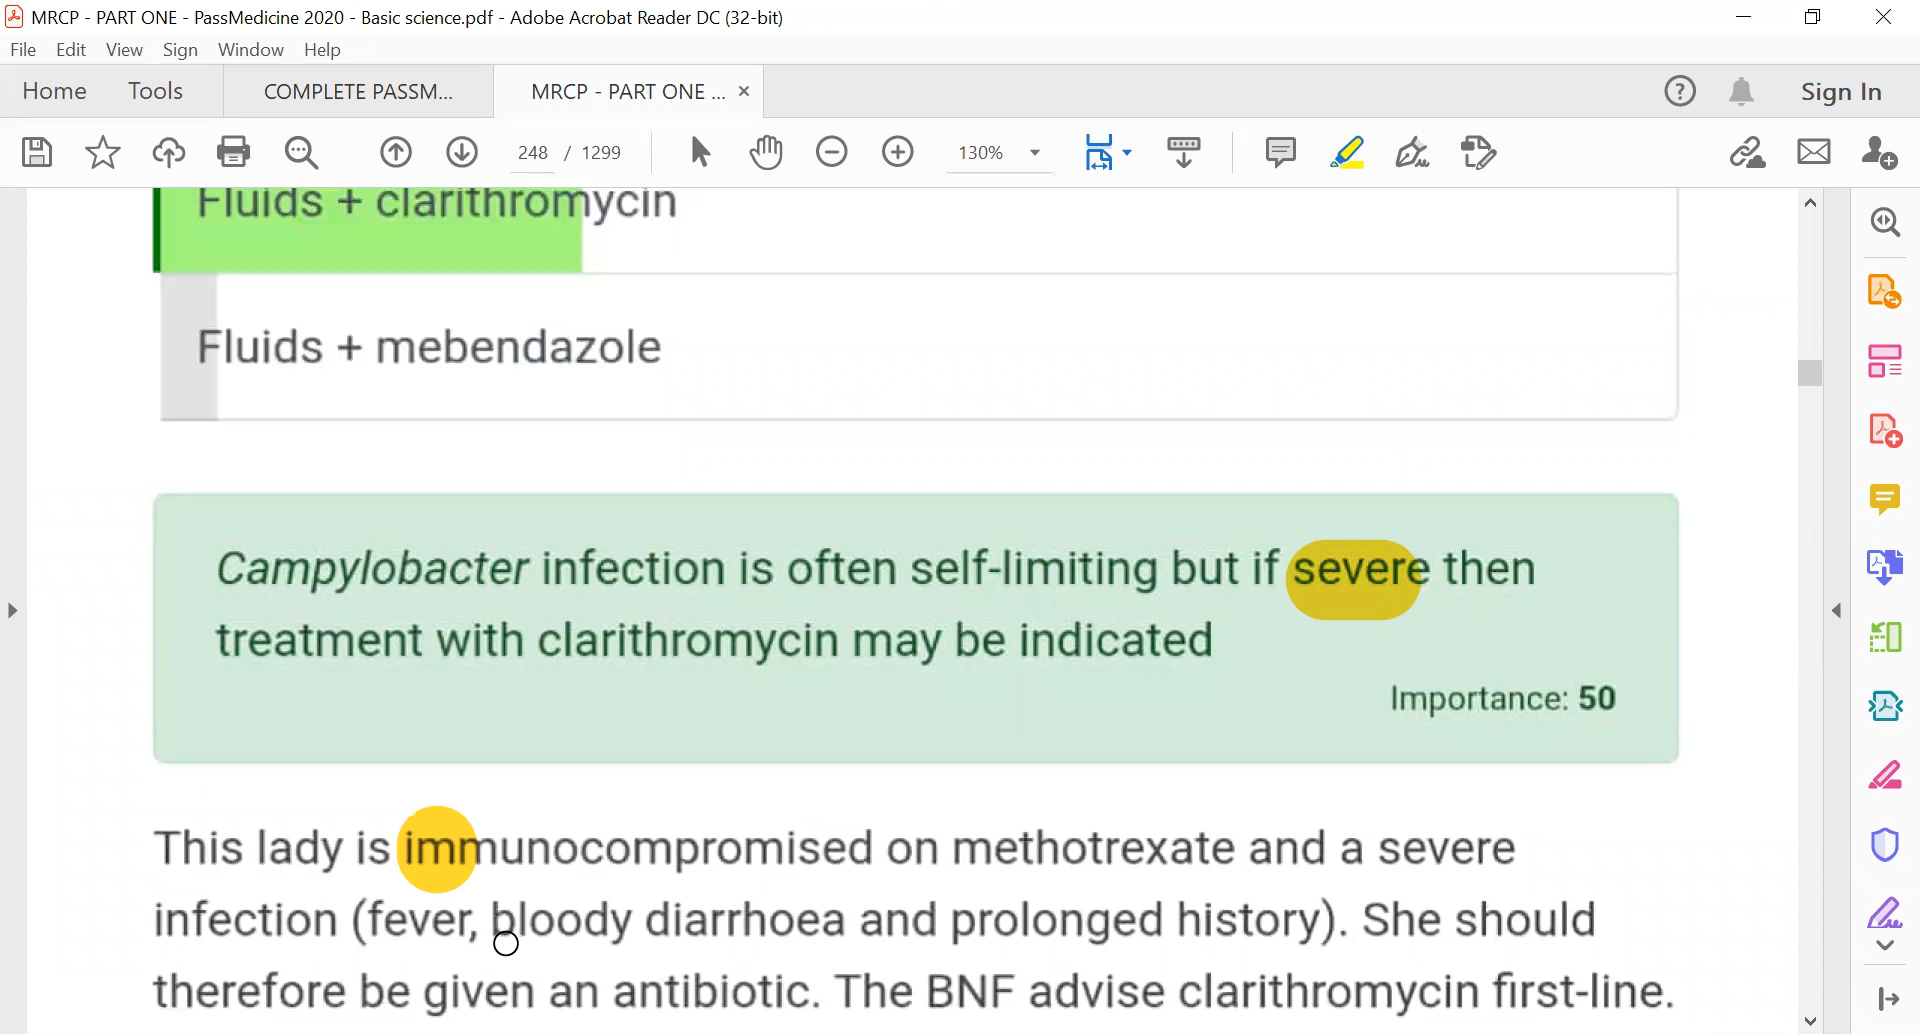 MRCP - PART ONE - PassMedicine 2020 - Basic science.pdf - Adobe Acrobat Reader DC (32-bit)
File Edit View Sign Window Help
Home Tools COMPLETE PASSM... MRCP - PART ONE ... × Sign In
248 / 1299 130%
Fluids + clarithromycin
Fluids + mebendazole
Campylobacter infection is often self-limiting but if severe then
treatment with clarithromycin may be indicated
Importance: 50
This lady is immunocompromised on methotrexate and a severe
infection (fever, bloody diarrhoea and prolonged history). She should
therefore be given an antibiotic. The BNF advise clarithromycin first-line.